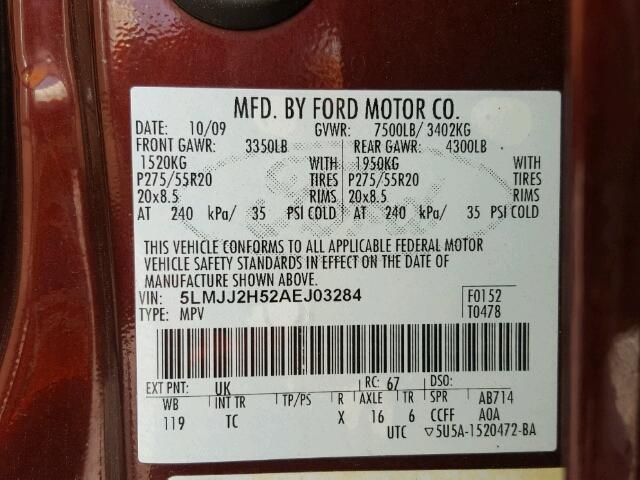 MFD. BY FORD MOTOR CO.
DATE: 10/09 GVWR: 7500LB/ 3402KG
FRONT GAWR: 3350LB REAR GAWR: 4300LB
1520KG WITH 1950KG WITH
P275/55R20 TIRES P275/55R20 TIRES
20x8.5 RIMS 20x8.5 RIMS
AT 240 kPa/ 35 PSI COLD AT 240 kPa/ 35 PSI COLD
THIS VEHICLE CONFORMS TO ALL APPLICABLE FEDERAL MOTOR
VEHICLE SAFETY STANDARDS IN EFFECT ON THE DATE OF
MANUFACTURE SHOWN ABOVE.
VIN: 5LMJJ2H52AEJ03284 F0152
TYPE: MPV T0478
EXT PNT: UK RC: 67 DSO:
WB INT TR TP/PS R AXLE TR SPR AB714
119 TC X 16 6 CCFF A0A
UTC ▽5U5A-1520472-BA